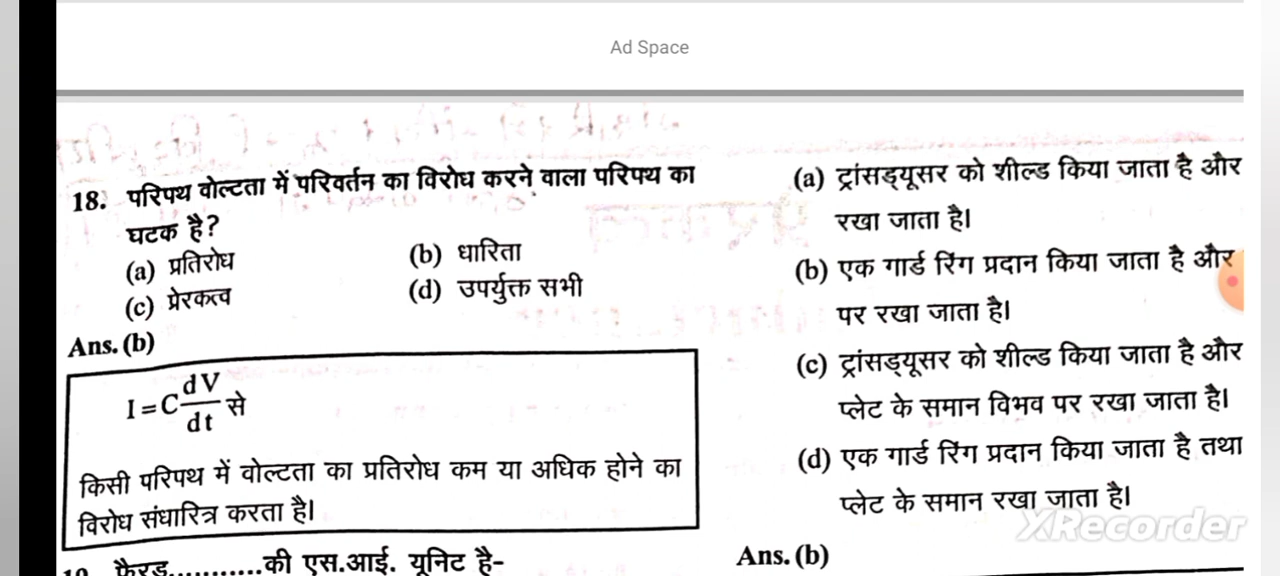 Ad Space
18. परिपथ वोल्टता में परिवर्तन का विरोध करने वाला परिपथ का
घटक है?
(a) प्रतिरोध (b) धारिता
(c) प्रेरकत्व (d) उपर्युक्त सभी
Ans. (b)
I = C dV/dt से
किसी परिपथ में वोल्टता का प्रतिरोध कम या अधिक होने का
विरोध संधारित्र करता है।
फैरड...........की एस.आई. यूनिट है-
(a) ट्रांसड्यूसर को शील्ड किया जाता है और
रखा जाता है।
(b) एक गार्ड रिंग प्रदान किया जाता है और
पर रखा जाता है।
(c) ट्रांसड्यूसर को शील्ड किया जाता है और
प्लेट के समान विभव पर रखा जाता है।
(d) एक गार्ड रिंग प्रदान किया जाता है तथा
प्लेट के समान रखा जाता है।
XRecorder
Ans. (b)